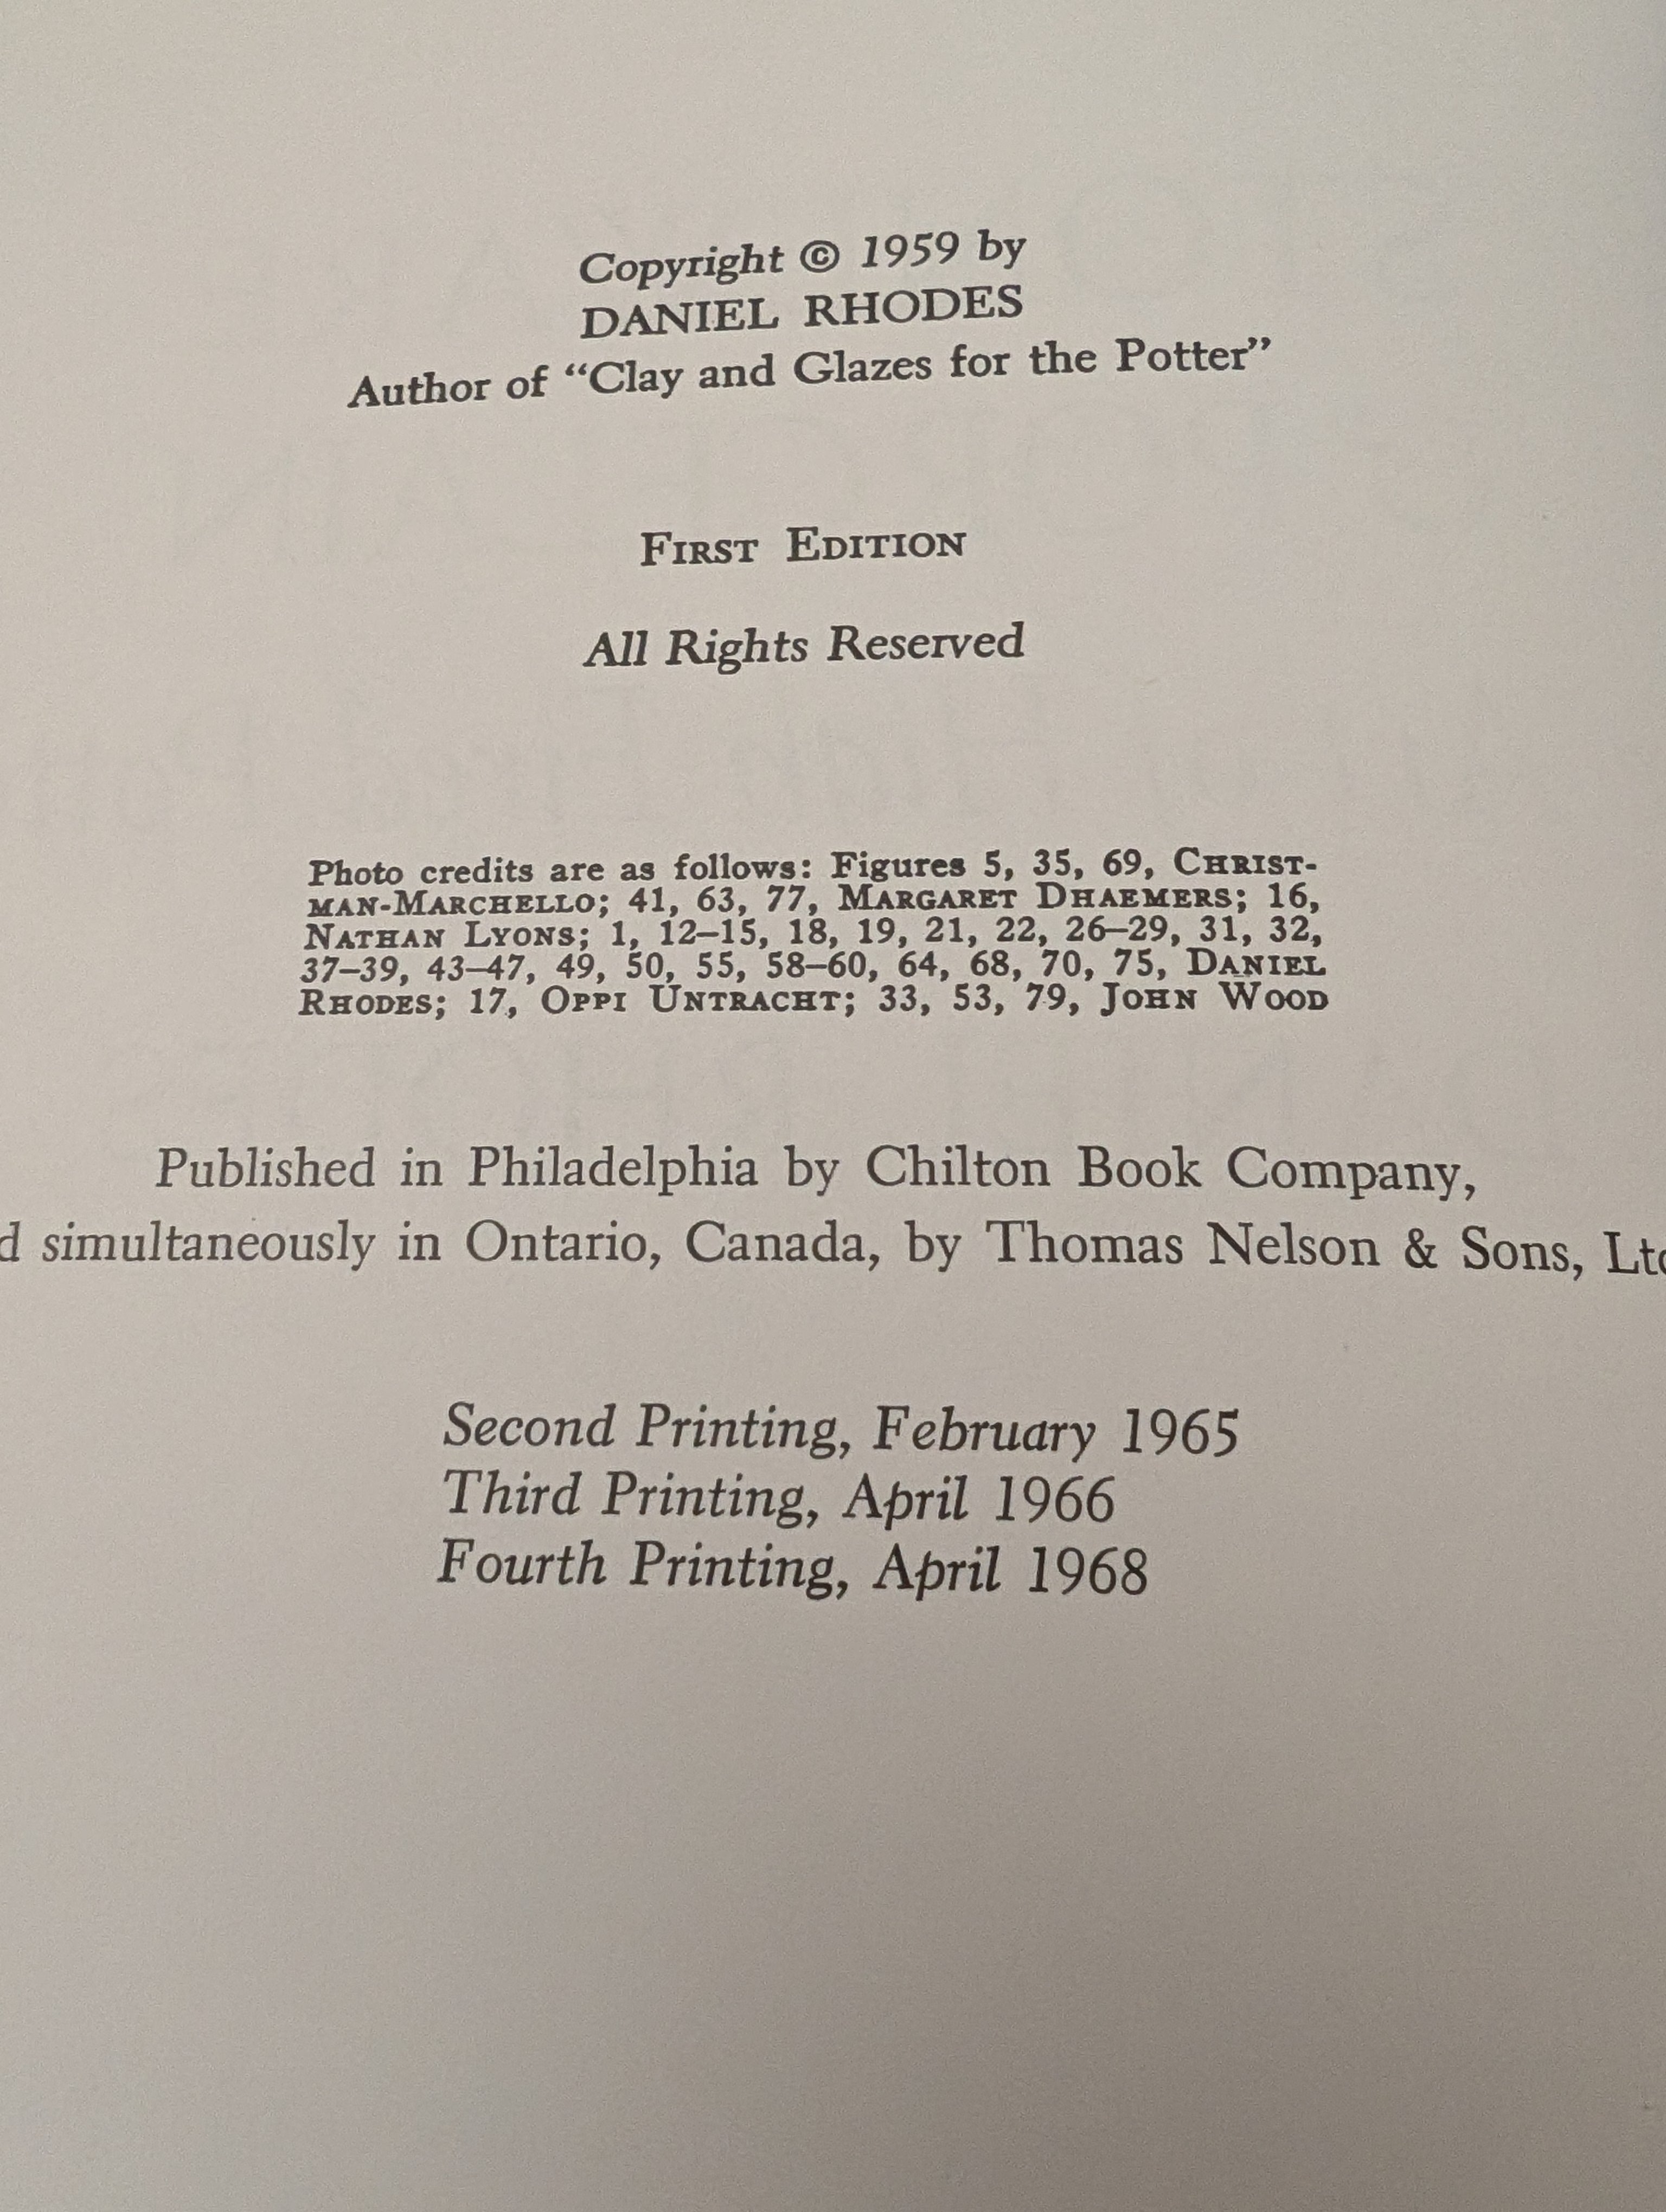 Copyright © 1959 by
DANIEL RHODES
Author of “Clay and Glazes for the Potter”
FIRST EDITION
All Rights Reserved
Photo credits are as follows: Figures 5, 35, 69, CHRIST-
MAN-MARCHELLO; 41, 63, 77, MARGARET DHAEMERS; 16,
NATHAN LYONS; 1, 12–15, 18, 19, 21, 22, 26–29, 31, 32,
37–39, 43–47, 49, 50, 55, 58–60, 64, 68, 70, 75, DANIEL
RHODES; 17, OPPI UNTRACHT; 33, 53, 79, JOHN WOOD
Published in Philadelphia by Chilton Book Company,
simultaneously in Ontario, Canada, by Thomas Nelson & Sons,
Second Printing, February 1965
Third Printing, April 1966
Fourth Printing, April 1968